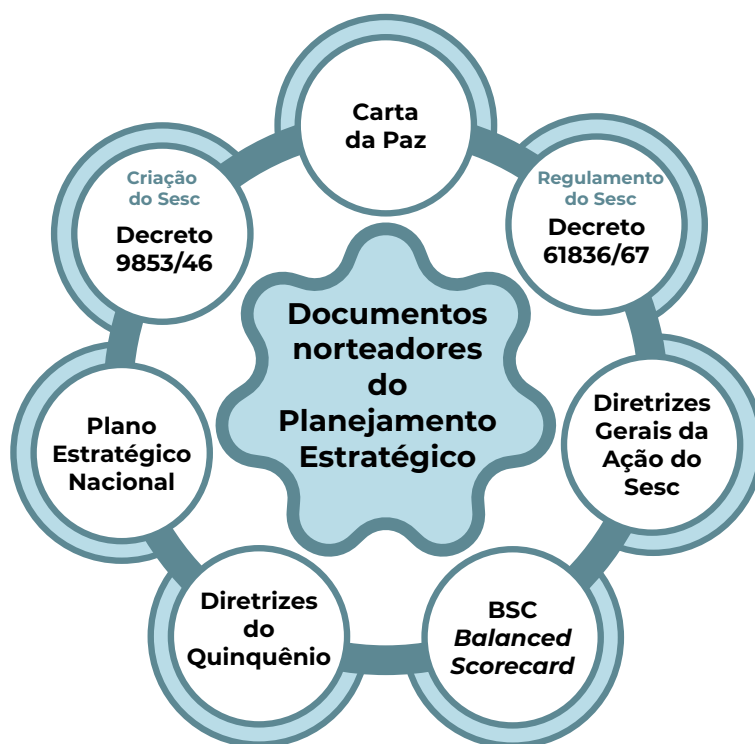 Carta
da Paz
Criação
do Sesc
Decreto
9853/46
Regulamento
do Sesc
Decreto
61836/67
Documentos
norteadores
do
Planejamento
Estratégico
Plano
Estratégico
Nacional
Diretrizes
Gerais da
Ação do
Sesc
Diretrizes
do
Quinquênio
BSC
Balanced
Scorecard